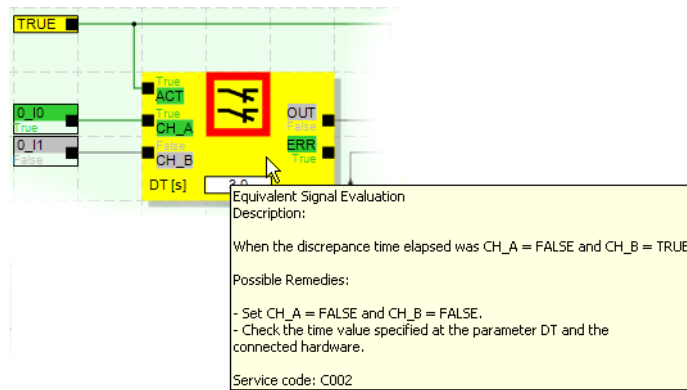 TRUE
True
ACT
0_I0
True
True
CH_A
OUT
False
0_I1
False
False
CH_B
ERR
True
DT [s]
Equivalent Signal Evaluation
Description:
When the discrepance time elapsed was CH_A = FALSE and CH_B = TRUE
Possible Remedies:
- Set CH_A = FALSE and CH_B = FALSE.
- Check the time value specified at the parameter DT and the
connected hardware.
Service code: C002